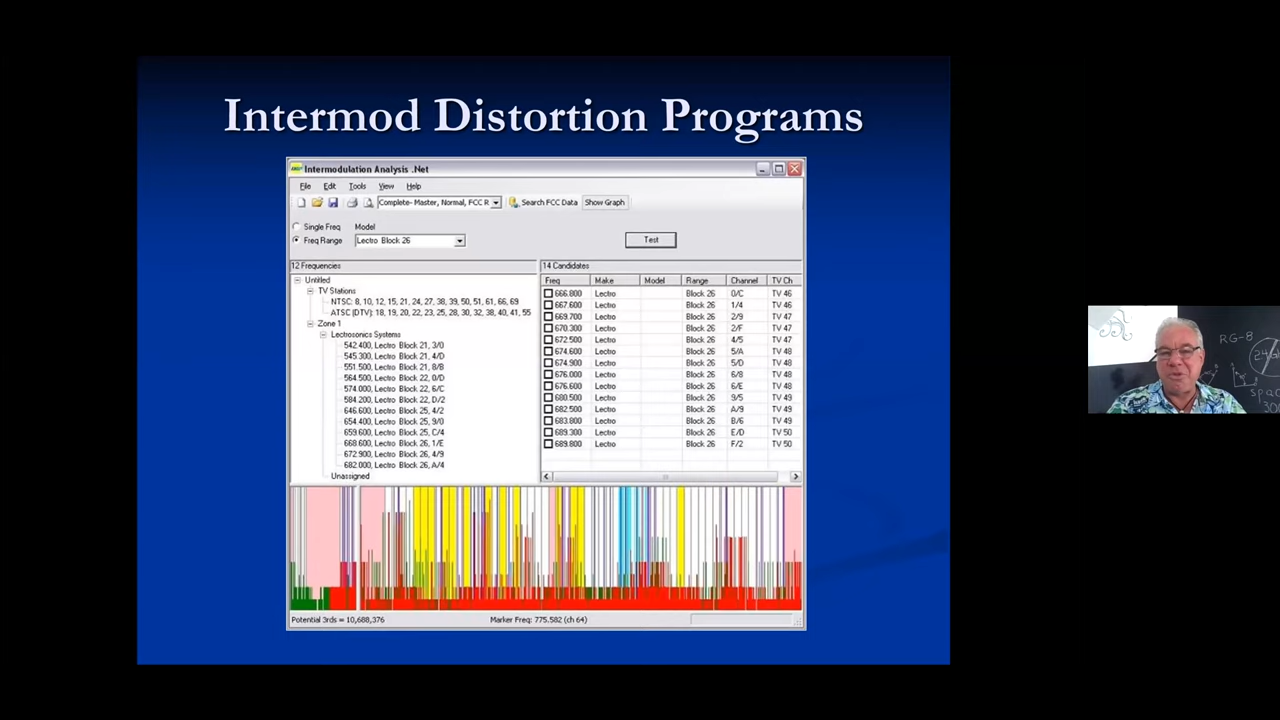 Intermod Distortion Programs
Intermodulation Analysis .Net
File Edit Tools View Help
Complete- Master, Normal, FCC R Search FCC Data Show Graph
Single Freq Model
Freq Range Lectro Block 26 Test
12 Frequencies
Untitled
TV Stations
NTSC: 8, 10, 12, 15, 21, 24, 27, 38, 39, 50, 51, 61, 66, 69
ATSC (DTV): 18, 19, 20, 22, 23, 25, 28, 30, 32, 38, 40, 41, 55
Zone 1
Lectrosonics Systems
542.400, Lectro Block 21, 3/0
545.300, Lectro Block 21, 4/D
551.500, Lectro Block 21, 8/B
564.500, Lectro Block 22, 0/D
574.000, Lectro Block 22, 6/C
584.200, Lectro Block 22, D/2
646.600, Lectro Block 25, 4/2
654.400, Lectro Block 25, 9/0
659.600, Lectro Block 25, C/4
668.600, Lectro Block 26, 1/E
672.900, Lectro Block 26, 4/9
682.000, Lectro Block 26, A/4
Unassigned
14 Candidates
Freq Make Model Range Channel TV Ch
666.800 Lectro Block 26 0/C TV 46
667.600 Lectro Block 26 1/4 TV 46
669.700 Lectro Block 26 2/9 TV 47
670.300 Lectro Block 26 2/F TV 47
672.500 Lectro Block 26 4/5 TV 47
674.600 Lectro Block 26 5/A TV 48
674.900 Lectro Block 26 5/D TV 48
676.000 Lectro Block 26 6/8 TV 48
676.600 Lectro Block 26 6/E TV 48
680.500 Lectro Block 26 9/5 TV 49
682.500 Lectro Block 26 A/9 TV 49
683.800 Lectro Block 26 B/6 TV 49
689.300 Lectro Block 26 E/D TV 50
689.800 Lectro Block 26 F/2 TV 50
Potential 3rds = 10,688,376 Marker Freq: 775.582 (ch 64)
RG-8